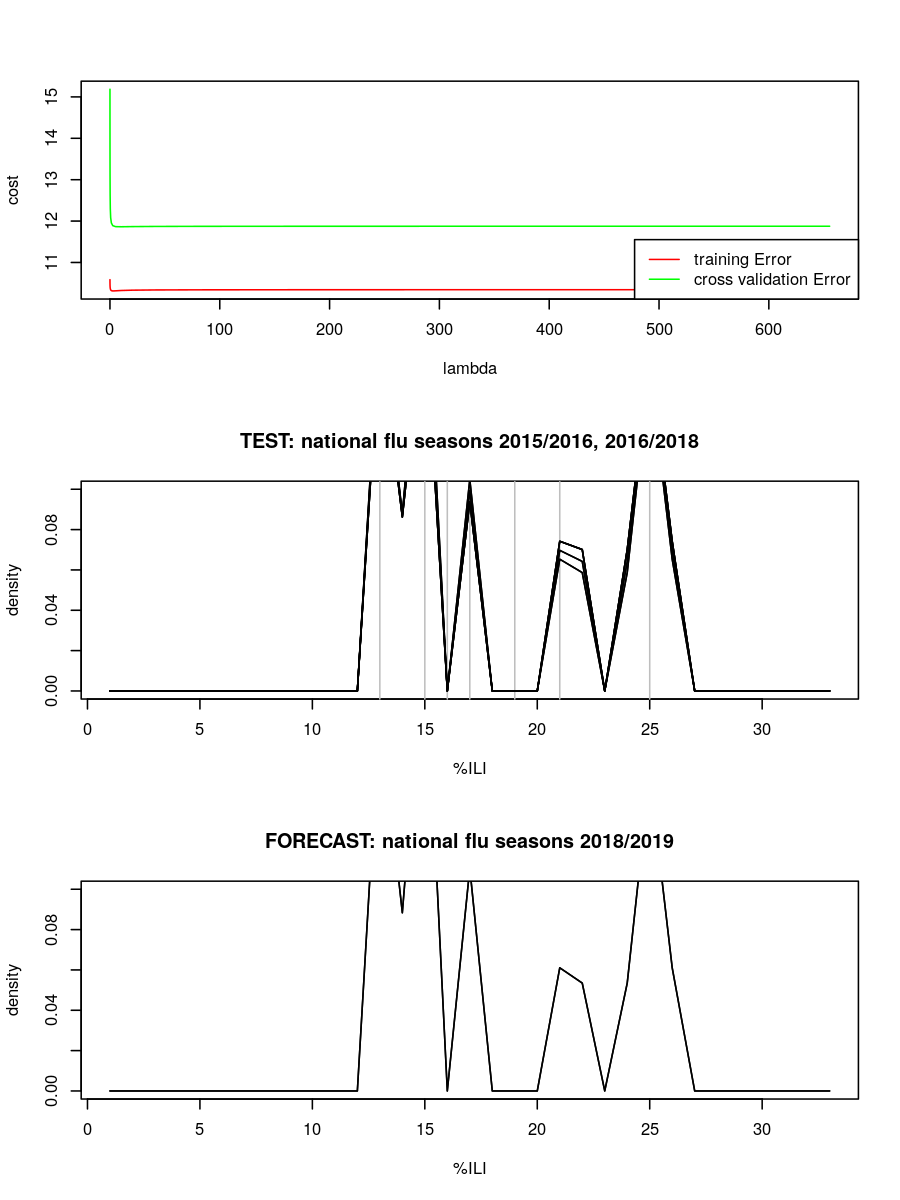 15
14
13
12
11
cost
training Error
cross validation Error
0 100 200 300 400 500 600
lambda
TEST: national flu seasons 2015/2016, 2016/2018
0.08
0.04
0.00
density
0 5 10 15 20 25 30
%ILI
FORECAST: national flu seasons 2018/2019
0.08
0.04
0.00
density
0 5 10 15 20 25 30
%ILI